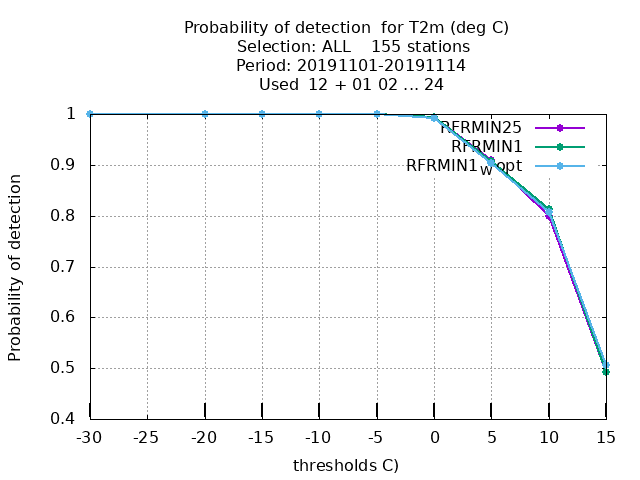 Probability of detection  for T2m (deg C)
Selection: ALL    155 stations
Period: 20191101-20191114
Used  12 + 01 02 ... 24
RFRMIN25
RFRMIN1
RFRMIN1Wopt
1
0.9
0.8
0.7
0.6
0.5
0.4
Probability of detection
-30 -25 -20 -15 -10 -5 0 5 10 15
thresholds C)